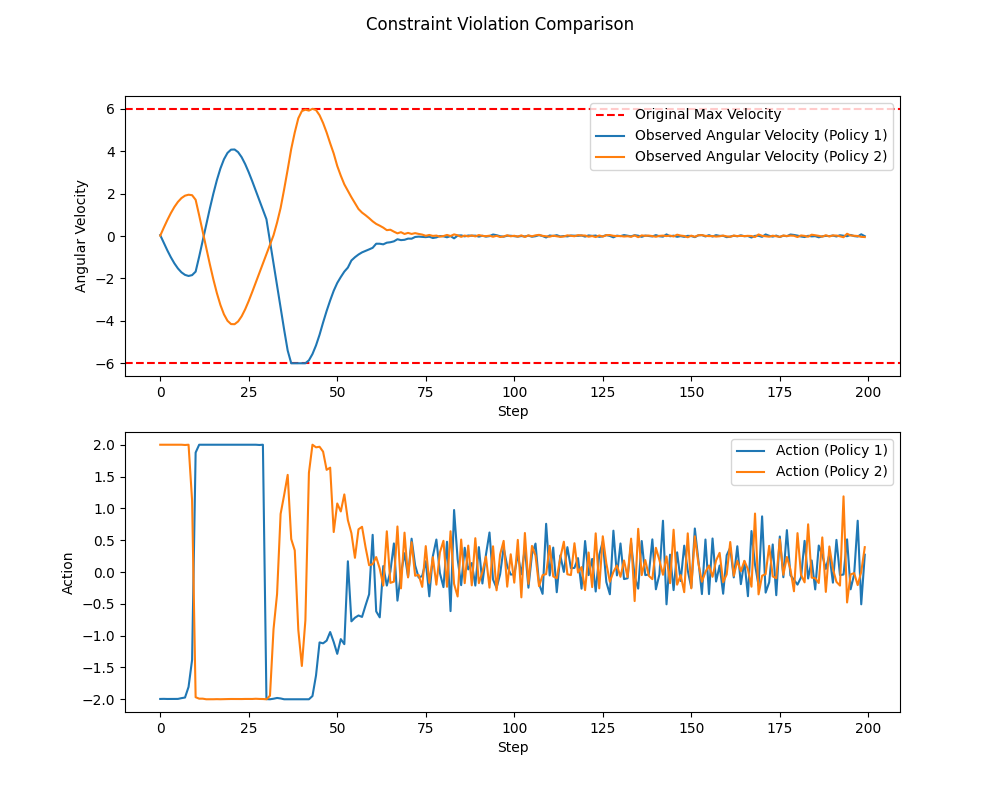 Constraint Violation Comparison
6
4
2
0
−2
−4
−6
Angular Velocity
Original Max Velocity
Observed Angular Velocity (Policy 1)
Observed Angular Velocity (Policy 2)
0 25 50 75 100 125 150 175 200
Step
2.0
1.5
1.0
0.5
0.0
−0.5
−1.0
−1.5
−2.0
Action
Action (Policy 1)
Action (Policy 2)
0 25 50 75 100 125 150 175 200
Step